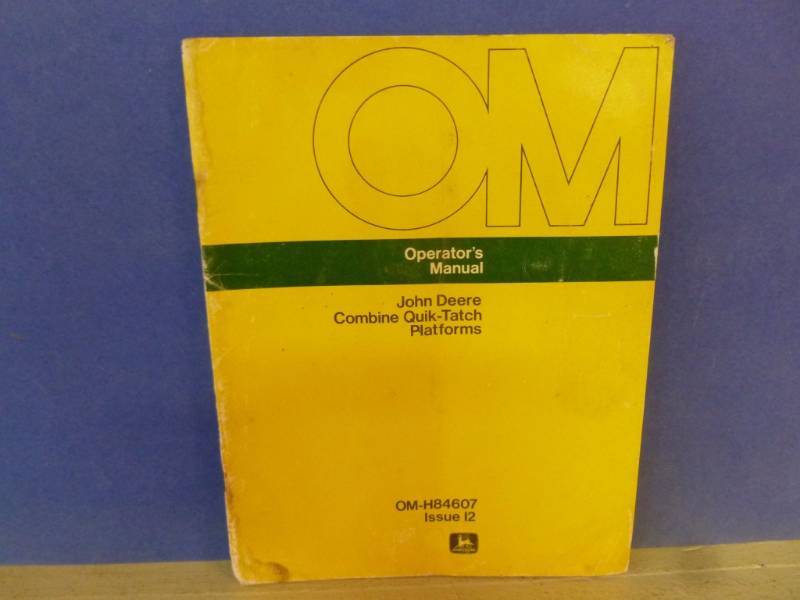 OM
Operator's
Manual
John Deere
Combine Quik-Tatch
Platforms
OM-H84607
Issue I2